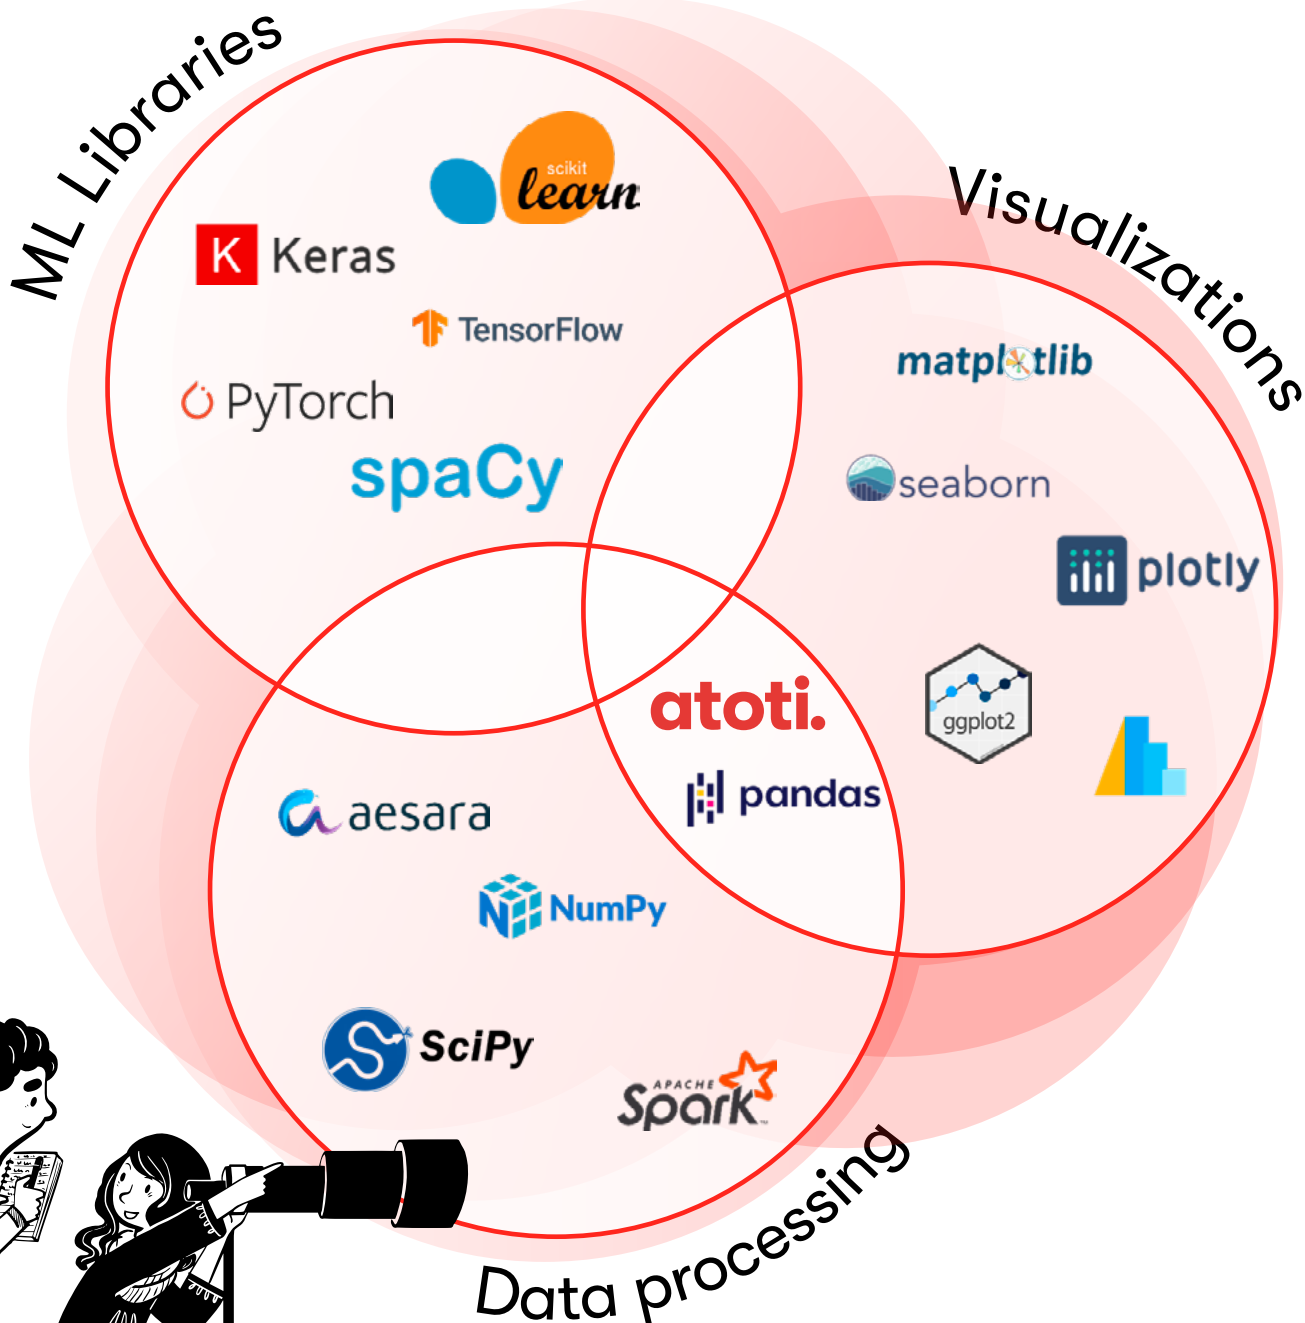 ML Libraries
scikit
learn
K Keras
TensorFlow
PyTorch
spaCy
Visualizations
matplotlib
seaborn
plotly
ggplot2
atoti.
pandas
aesara
NumPy
SciPy
APACHE
Spark
Data processing